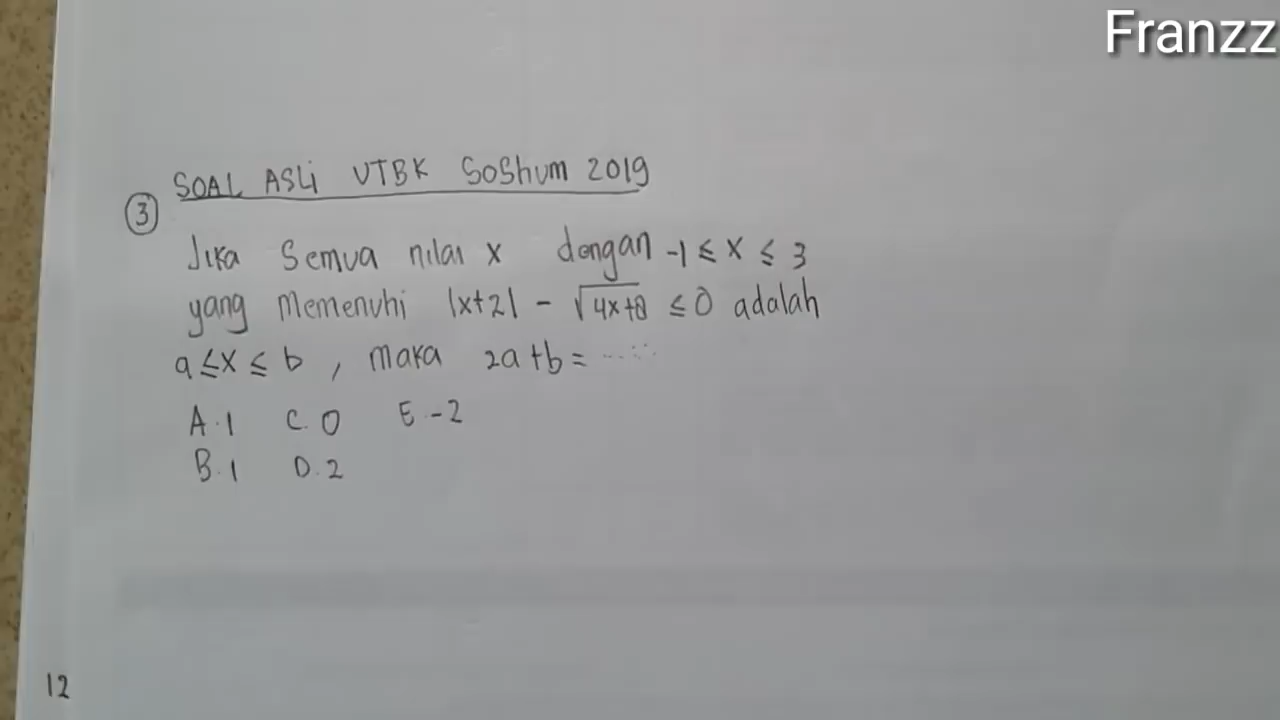 Franzz
SOAL ASLi UTBK SoShum 2019
3
Jika Semua nilai x dengan -1 ≤ x ≤ 3
yang memenuhi |x+2| - √4x+8 ≤ 0 adalah
a ≤ x ≤ b , maka 2a+b = ......
A. 1 C. 0 E. -2
B. 1 D. 2
12